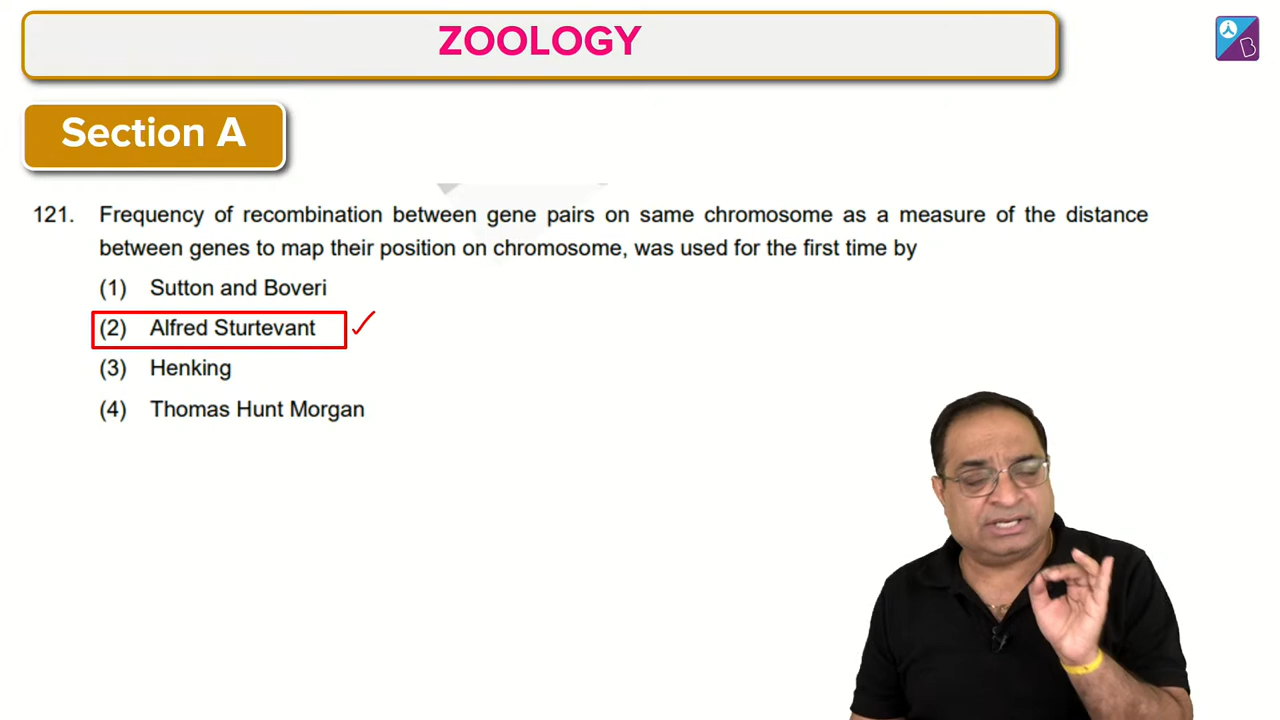 ZOOLOGY
Section A
121. Frequency of recombination between gene pairs on same chromosome as a measure of the distance
between genes to map their position on chromosome, was used for the first time by
(1) Sutton and Boveri
(2) Alfred Sturtevant
(3) Henking
(4) Thomas Hunt Morgan